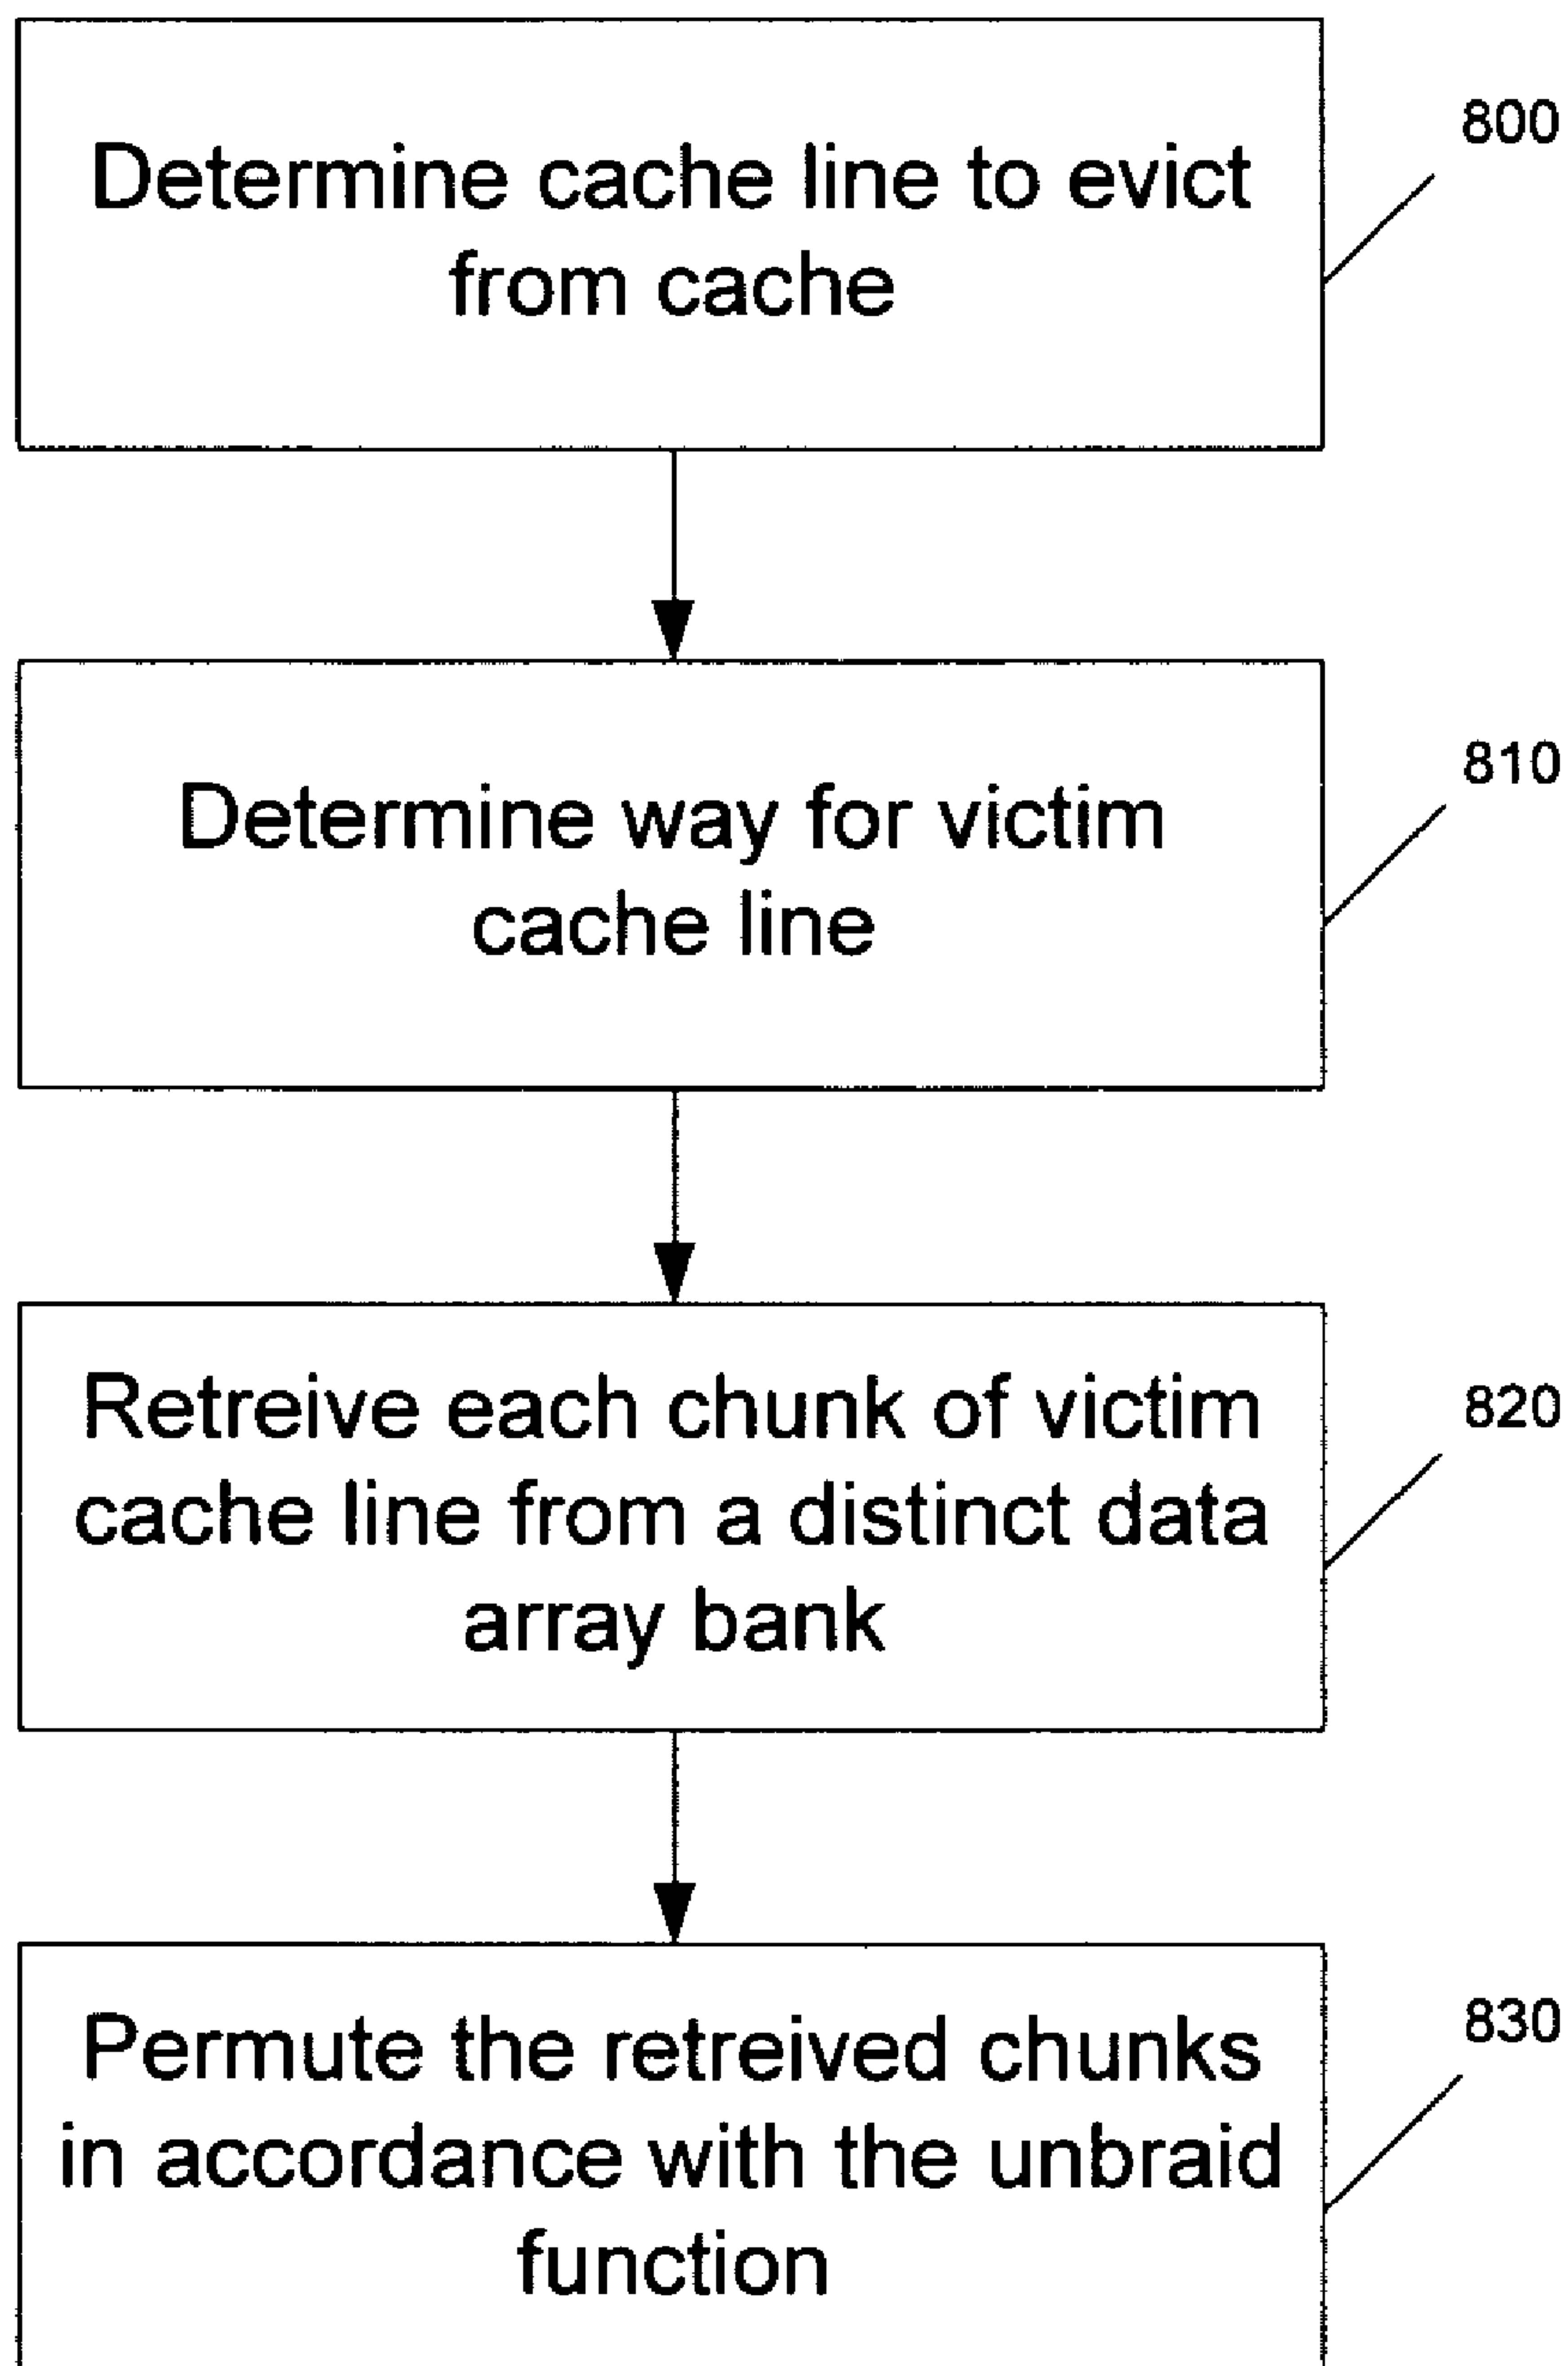 Determine cache line to evict
from cache
800
Determine way for victim
cache line
810
Retreive each chunk of victim
cache line from a distinct data
array bank
820
Permute the retreived chunks
in accordance with the unbraid
function
830